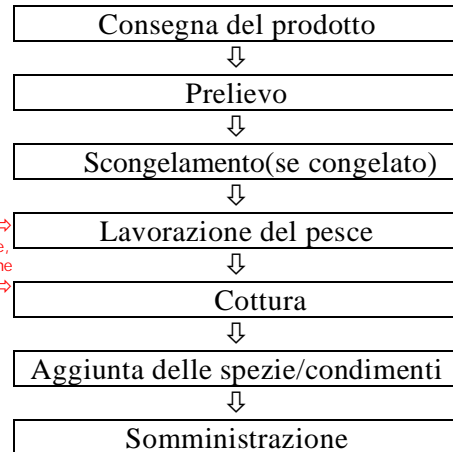 Consegna del prodotto
Prelievo
Scongelamento(se congelato)
Lavorazione del pesce
Cottura
Aggiunta delle spezie/condimenti
Somministrazione